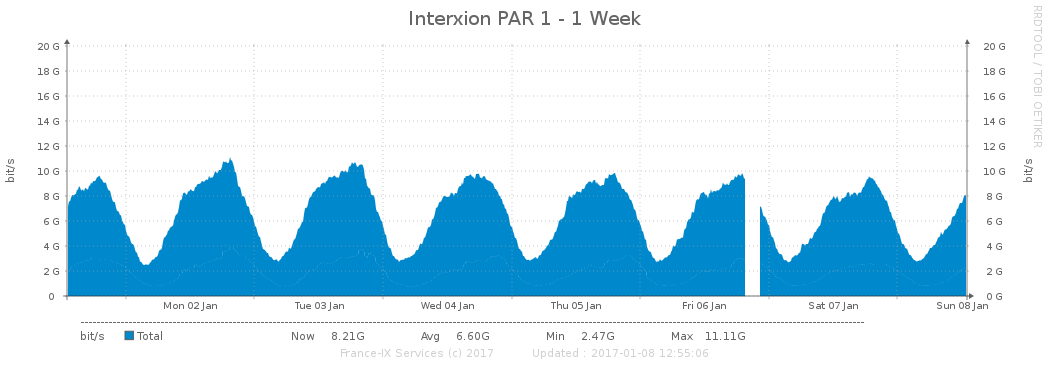 Interxion PAR 1 - 1 Week
RRDTOOL / TOBI OETIKER
bit/s
20 G 20 G
18 G 18 G
16 G 16 G
14 G 14 G
12 G 12 G
10 G 10 G
8 G 8 G
6 G 6 G
4 G 4 G
2 G 2 G
0 0 G
bit/s
Mon 02 Jan Tue 03 Jan Wed 04 Jan Thu 05 Jan Fri 06 Jan Sat 07 Jan Sun 08 Jan
bit/s Total Now 8.21G Avg 6.60G Min 2.47G Max 11.11G
France-IX Services (c) 2017 Updated : 2017-01-08 12:55:06